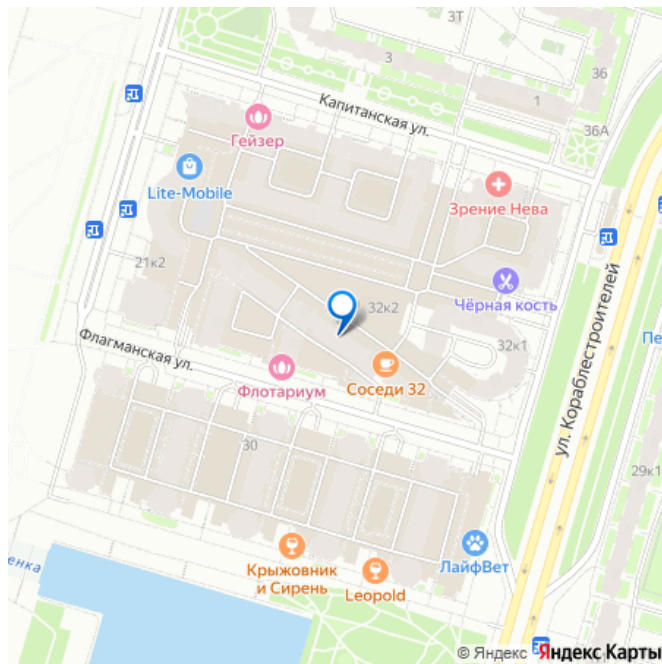 3Т
3
36
1
Капитанская ул.
36А
Гейзер
Lite-Mobile
Зрение Нева
21к2
32к2
Чёрная кость
32к1
ул. Кораблестроителей
Пе
Флагманская ул.
Соседи 32
Флотариум
30
29к1
Крыжовник
и Сирень
Leopold
ЛайфВет
енка
© Яндекс
Яндекс Карты